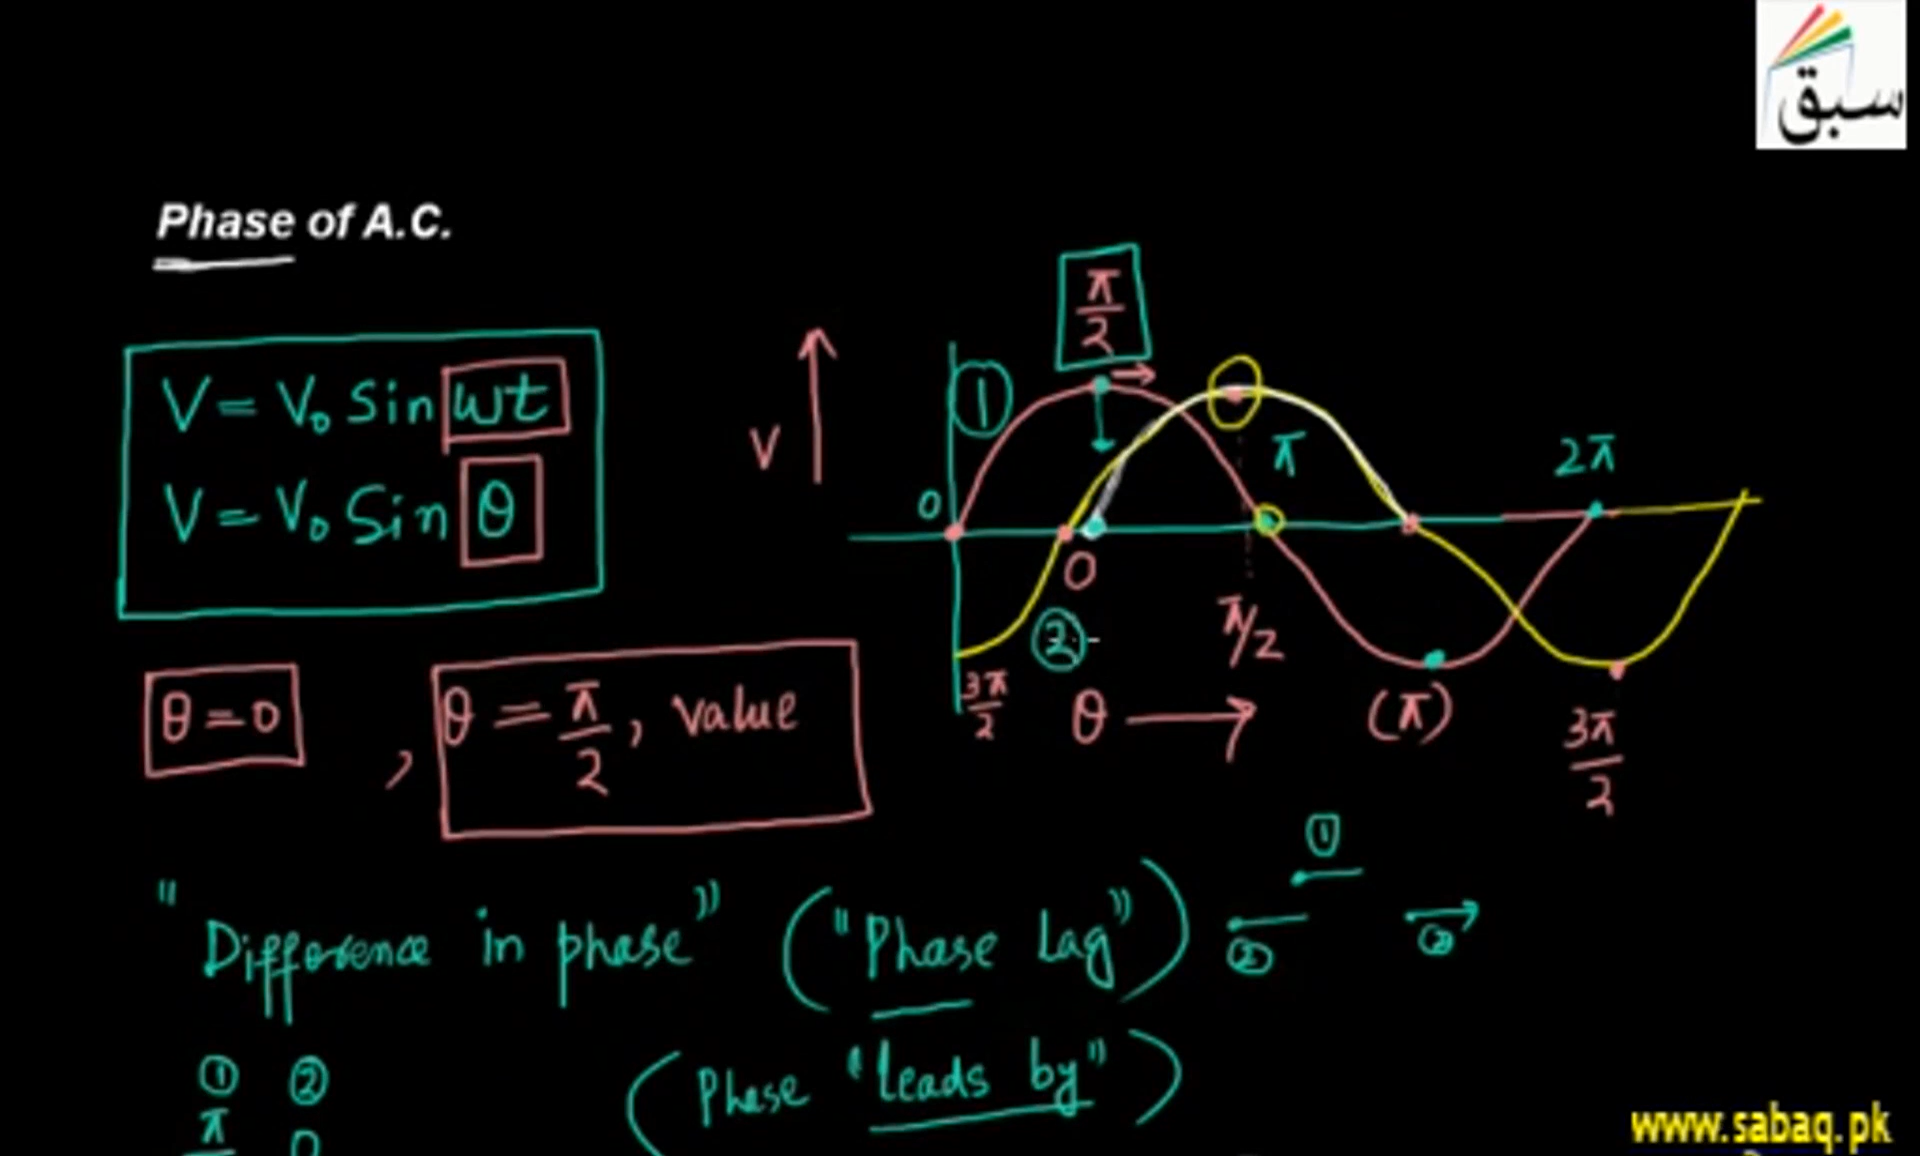 سبق
Phase of A.C.
V = V₀ Sin ωt
V = V₀ Sin θ
θ = 0 , θ = π/2, value
π/2
①
V
0
π
2π
0
②
π/2
3π/2
θ
(π)
3π/2
"Difference in phase" ("Phase Lag")
①
② ②
(Phase "leads by")
① ②
π 0
www.sabaq.pk